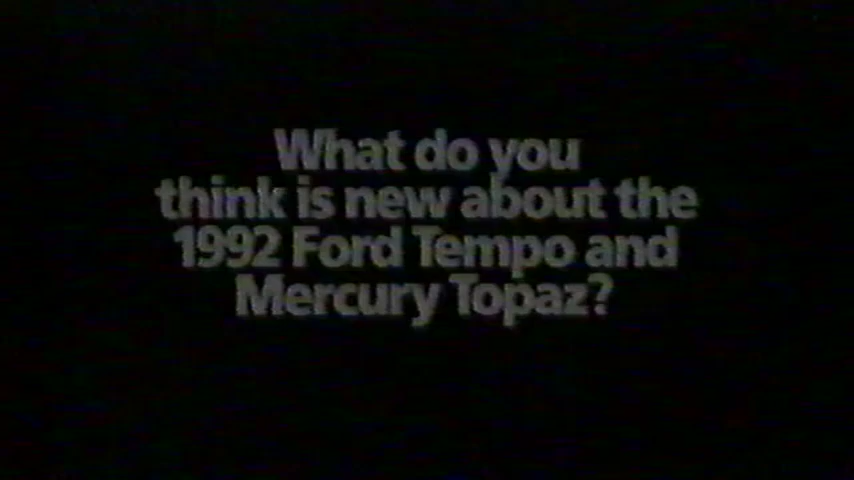 What do you
think is new about the
1992 Ford Tempo and
Mercury Topaz?